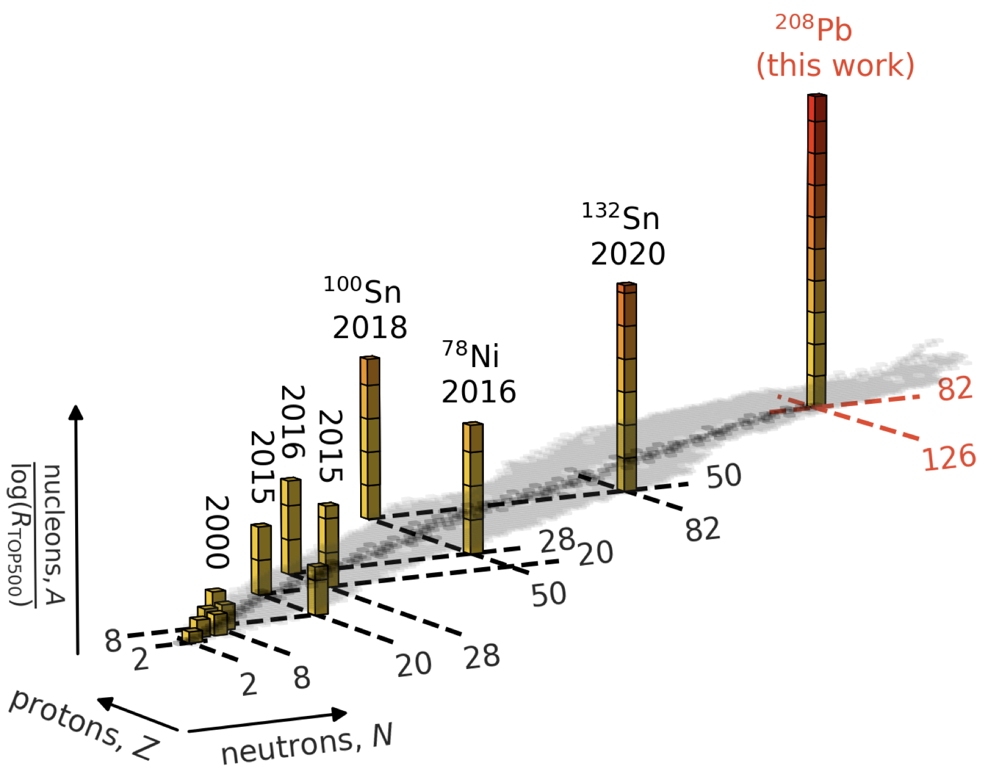 ²⁰⁸Pb
(this work)
¹³²Sn
2020
¹⁰⁰Sn
2018
⁷⁸Ni
2016
2016
2015
2015
2000
nucleons, A
log(R_TOP500)
82
126
50
82
28
20
50
8
2
2
8
20
28
protons, Z
neutrons, N